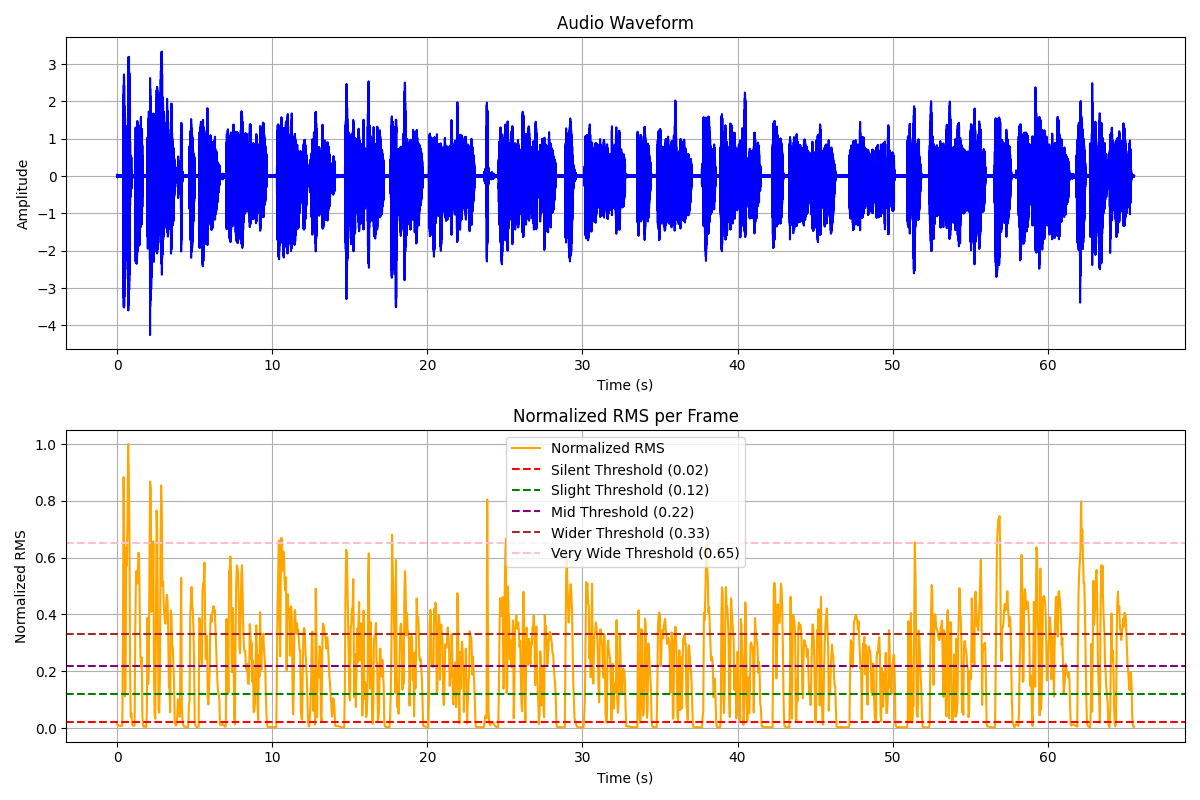 Audio Waveform
Amplitude
3
2
1
0
−1
−2
−3
−4
0 10 20 30 40 50 60
Time (s)
Normalized RMS per Frame
Normalized RMS
1.0
0.8
0.6
0.4
0.2
0.0
Normalized RMS
Silent Threshold (0.02)
Slight Threshold (0.12)
Mid Threshold (0.22)
Wider Threshold (0.33)
Very Wide Threshold (0.65)
0 10 20 30 40 50 60
Time (s)